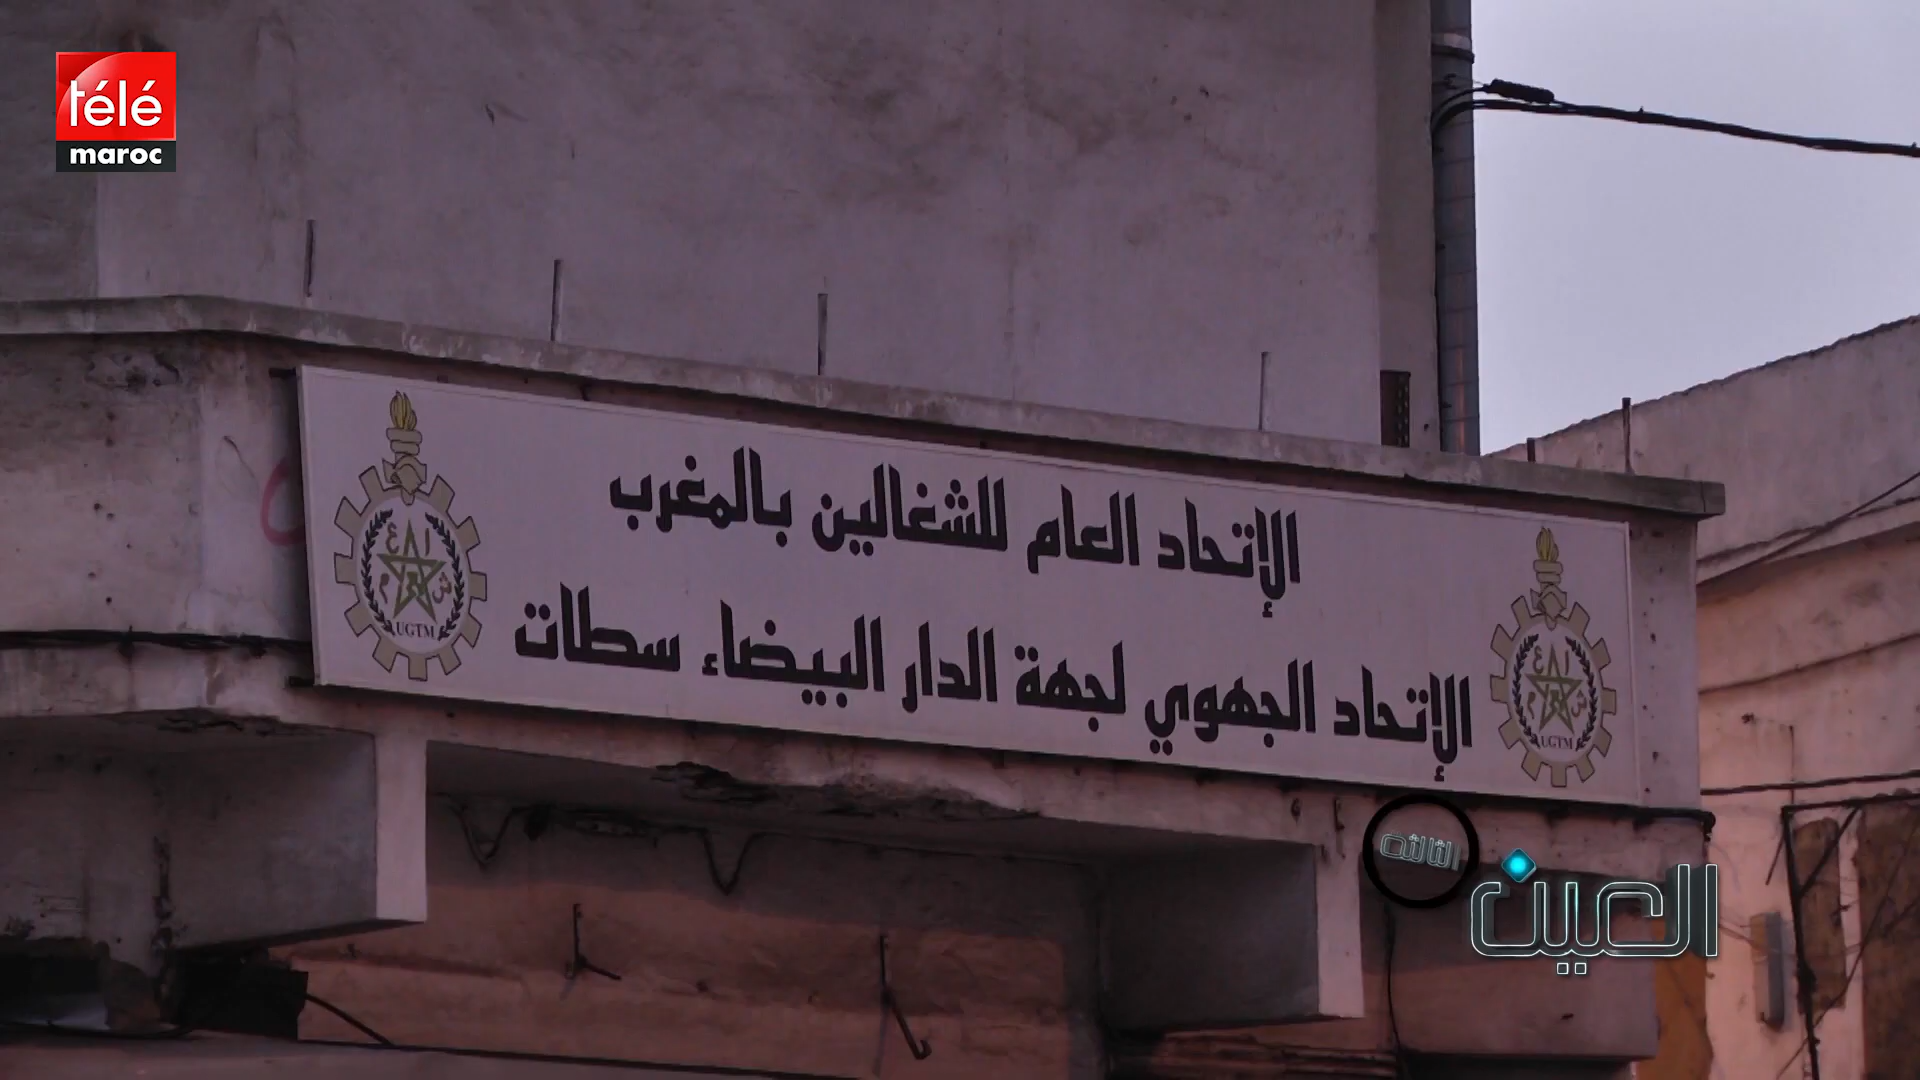 télé
maroc
الإتحاد العام للشغالين بالمغرب
الإتحاد الجهوي لجهة الدار البيضاء سطات
ا م ع
ش م
UGTM
ا م ع
ش م
UGTM
العين
الثالثة